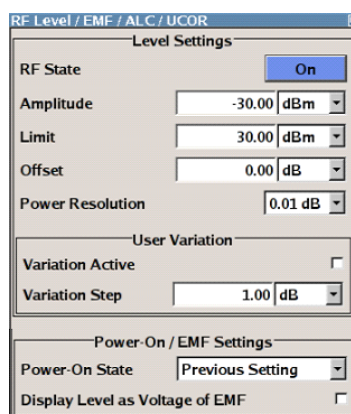 RF Level / EMF / ALC / UCOR
Level Settings
RF State On
Amplitude -30.00 dBm
Limit 30.00 dBm
Offset 0.00 dB
Power Resolution 0.01 dB
User Variation
Variation Active
Variation Step 1.00 dB
Power-On / EMF Settings
Power-On State Previous Setting
Display Level as Voltage of EMF